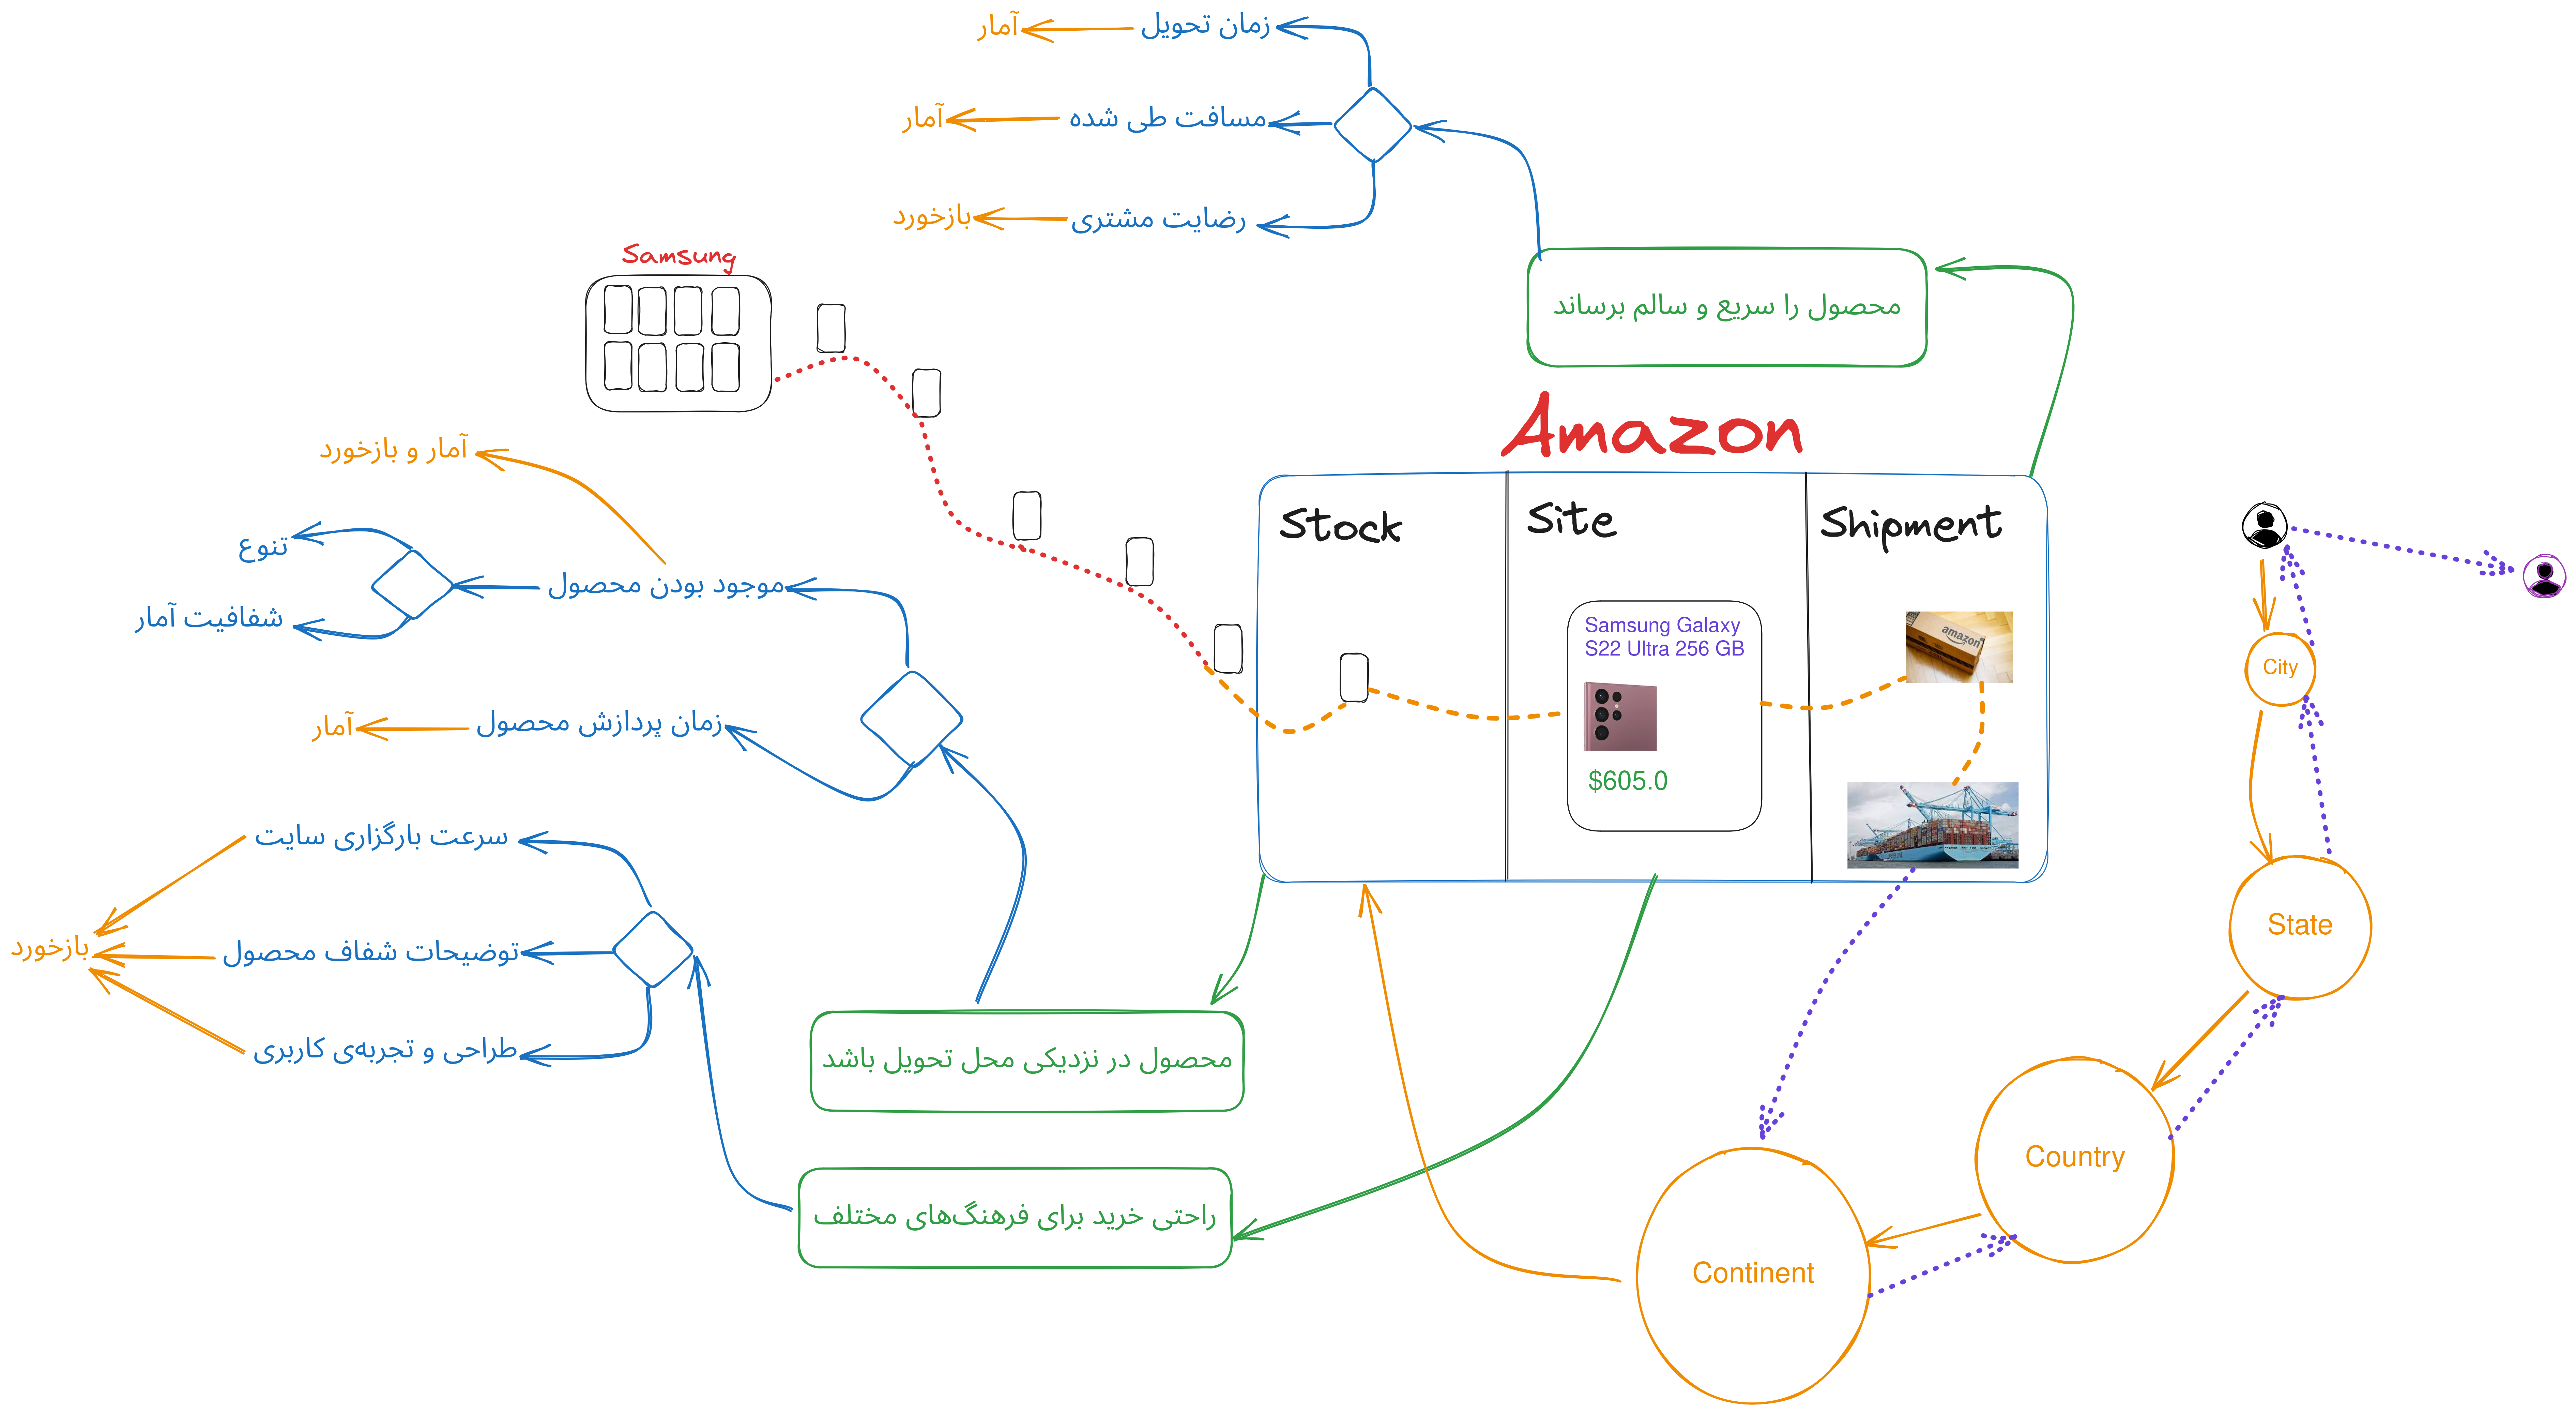 زمان تحویل
آمار
مسافت طی شده
آمار
رضایت مشتری
بازخورد
Samsung
محصول را سریع و سالم برساند
Amazon
Stock
Site
Shipment
Samsung Galaxy
S22 Ultra 256 GB
$605.0
amazon
آمار و بازخورد
تنوع
موجود بودن محصول
شفافیت آمار
زمان پردازش محصول
آمار
سرعت بارگزاری سایت
توضیحات شفاف محصول
بازخورد
طراحی و تجربه‌ی کاربری
محصول در نزدیکی محل تحویل باشد
راحتی خرید برای فرهنگ‌های مختلف
City
State
Country
Continent